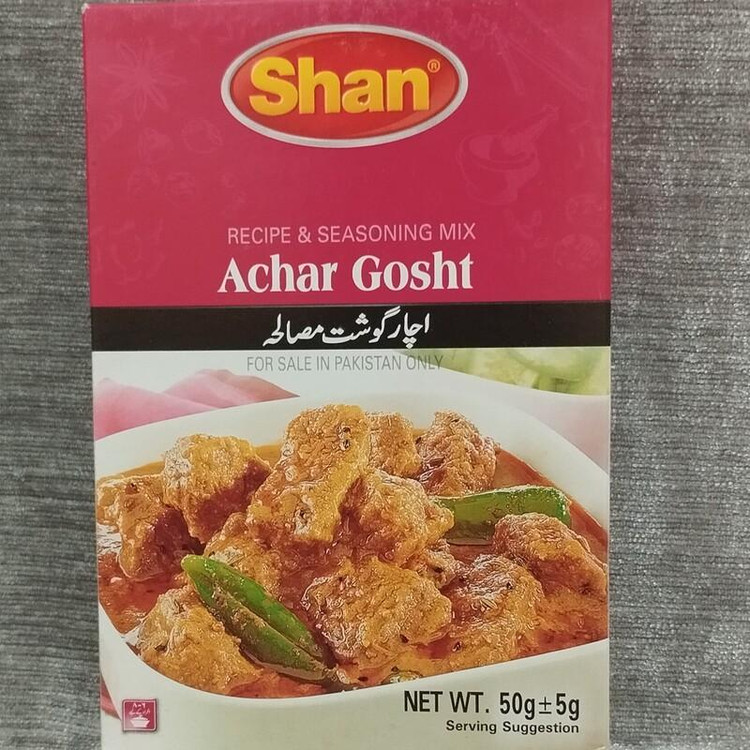 Shan®
RECIPE & SEASONING MIX
Achar Gosht
اچار گوشت مصالحہ
FOR SALE IN PAKISTAN ONLY
NET WT. 50g±5g
Serving Suggestion